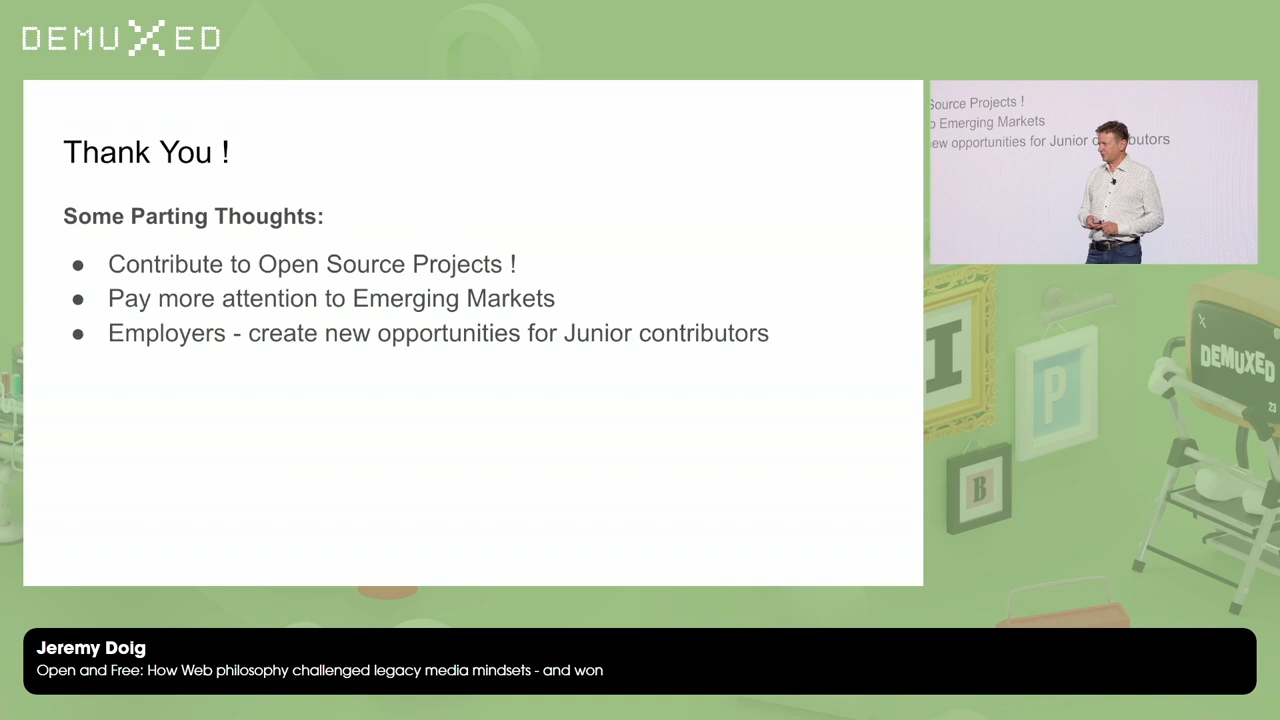 DEMUXED
Thank You !
Some Parting Thoughts:
● Contribute to Open Source Projects !
● Pay more attention to Emerging Markets
● Employers - create new opportunities for Junior contributors
Source Projects !
o Emerging Markets
ew opportunities for Junior c butors
I
P
B
DEMUXED
23
Jeremy Doig
Open and Free: How Web philosophy challenged legacy media mindsets - and won